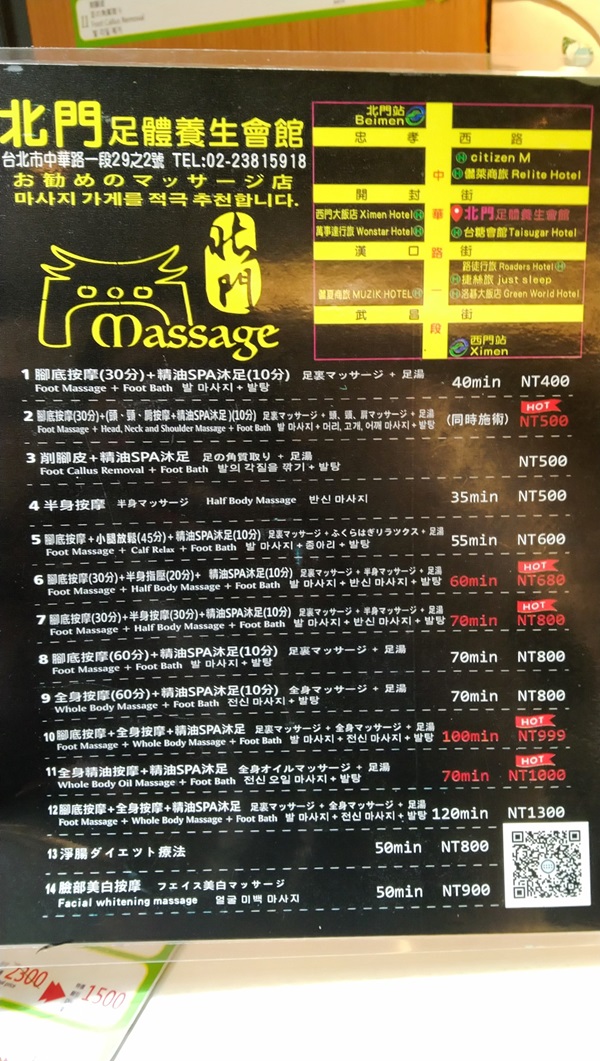 Foot Callus Removal
北門足體養生會館
台北市中華路一段29之2號 TEL:02-23815918
お勧めのマッサージ店
마사지 가게를 적극 추천합니다.
北門
Massage
北門站
Beimen
忠孝西路
citizen M
儷萊商旅 Relite Hotel
開封街
西門大飯店 Ximen Hotel
北門足體養生會館
萬事達行旅 Wonstar Hotel
台糖會館 Taisugar Hotel
漢口街
路徒行旅 Roaders Hotel
捷絲旅 just sleep
儷夏商旅 MUZIK HOTEL
洛碁大飯店 Green World Hotel
武昌街
中華路一段
西門站
Ximen
1 腳底按摩(30分)+精油SPA沐足(10分) 足裏マッサージ + 足湯 40min NT400
Foot Massage + Foot Bath 발 마사지 + 발탕
2 腳底按摩(30分)+(頭、頸、肩按摩+精油SPA沐足)(10分) 足裏マッサージ + 頭、頸、肩マッサージ + 足湯 (同時施術) HOT NT500
Foot Massage + Head, Neck and Shoulder Massage + Foot Bath 발 마사지 + 머리, 고개, 어깨 마사지 + 발탕
3 削腳皮+精油SPA沐足 足の角質取り + 足湯 NT500
Foot Callus Removal + Foot Bath 발의 각질을 깎기 + 발탕
4 半身按摩 半身マッサージ Half Body Massage 반신 마사지 35min NT500
5 腳底按摩+小腿放鬆(45分)+精油SPA沐足(10分) 足裏マッサージ + ふくらはぎリラックス + 足湯 55min NT600
Foot Massage + Calf Relax + Foot Bath 발 마사지 + 종아리 + 발탕
6 腳底按摩(30分)+半身指壓(20分)+ 精油SPA沐足(10分) 足裏マッサージ + 半身マッサージ + 足湯 60min HOT NT680
Foot Massage + Half Body Massage + Foot Bath 발 마사지 + 반신 마사지 + 발탕
7 腳底按摩(30分)+半身按摩(30分)+精油SPA沐足(10分) 足裏マッサージ + 半身マッサージ + 足湯 70min HOT NT800
Foot Massage + Half Body Massage + Foot Bath 발 마사지 + 반신 마사지 + 발탕
8 腳底按摩(60分)+精油SPA沐足(10分) 足裏マッサージ + 足湯 70min NT800
Foot Massage + Foot Bath 발 마사지 + 발탕
9 全身按摩(60分)+精油SPA沐足(10分) 全身マッサージ + 足湯 70min NT800
Whole Body Massage + Foot Bath 전신 마사지 + 발탕
10 腳底按摩+全身按摩+精油SPA沐足 足裏マッサージ + 全身マッサージ + 足湯 100min HOT NT999
Foot Massage + Whole Body Massage + Foot Bath 발 마사지 + 전신 마사지 + 발탕
11 全身精油按摩+精油SPA沐足 全身オイルマッサージ + 足湯 70min HOT NT1000
Whole Body Oil Massage + Foot Bath 전신 오일 마사지 + 발탕
12 腳底按摩+全身按摩+精油SPA沐足 足裏マッサージ + 全身マッサージ + 足湯 120min NT1300
Foot Massage + Whole Body Massage + Foot Bath 발 마사지 + 전신 마사지 + 발탕
13 淨腸ダイエット療法 50min NT800
14 臉部美白按摩 フェイス美白マッサージ 50min NT900
Facial whitening massage 얼굴 미백 마사지
2300
1500